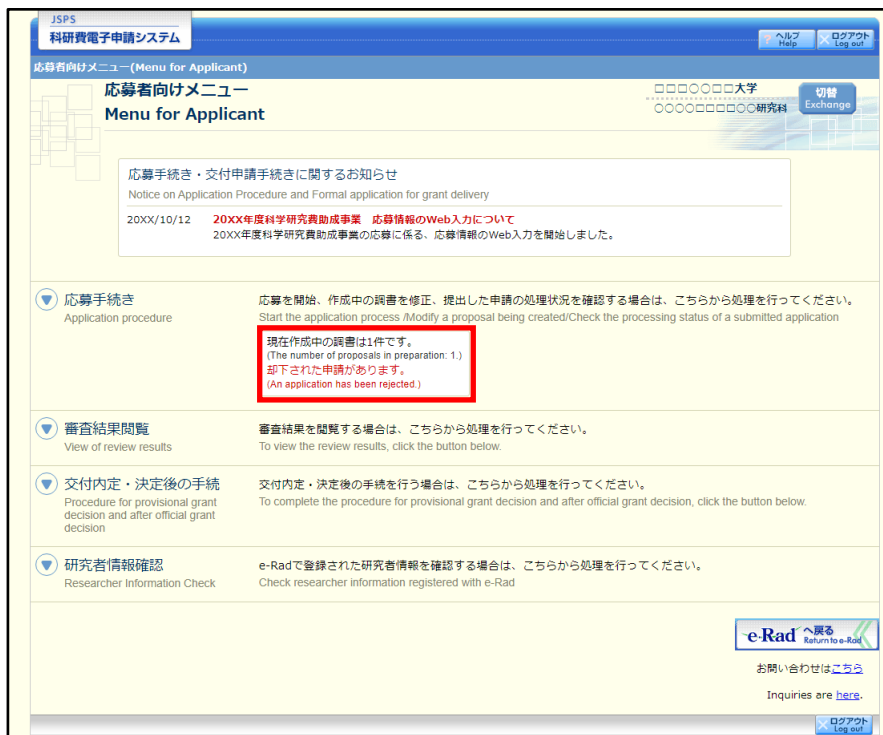 JSPS
科研費電子申請システム
? ヘルプ
Help
ログアウト
Log out
応募者向けメニュー(Menu for Applicant)
応募者向けメニュー
Menu for Applicant
□□□○○□□大学
○○○○□□□□○○研究科
切替
Exchange
応募手続き・交付申請手続きに関するお知らせ
Notice on Application Procedure and Formal application for grant delivery
20XX/10/12 20XX年度科学研究費助成事業 応募情報のWeb入力について
20XX年度科学研究費助成事業の応募に係る、応募情報のWeb入力を開始しました。
応募手続き
Application procedure
応募を開始、作成中の調書を修正、提出した申請の処理状況を確認する場合は、こちらから処理を行ってください。
Start the application process /Modify a proposal being created/Check the processing status of a submitted application
現在作成中の調書は1件です。
(The number of proposals in preparation: 1.)
却下された申請があります。
(An application has been rejected.)
審査結果閲覧
View of review results
審査結果を閲覧する場合は、こちらから処理を行ってください。
To view the review results, click the button below.
交付内定・決定後の手続
Procedure for provisional grant
decision and after official grant
decision
交付内定・決定後の手続を行う場合は、こちらから処理を行ってください。
To complete the procedure for provisional grant decision and after official grant decision, click the button below.
研究者情報確認
Researcher Information Check
e-Radで登録された研究者情報を確認する場合は、こちらから処理を行ってください。
Check researcher information registered with e-Rad
e-Rad へ戻る
Return to e-Rad
お問い合わせはこちら
Inquiries are here.
ログアウト
Log out